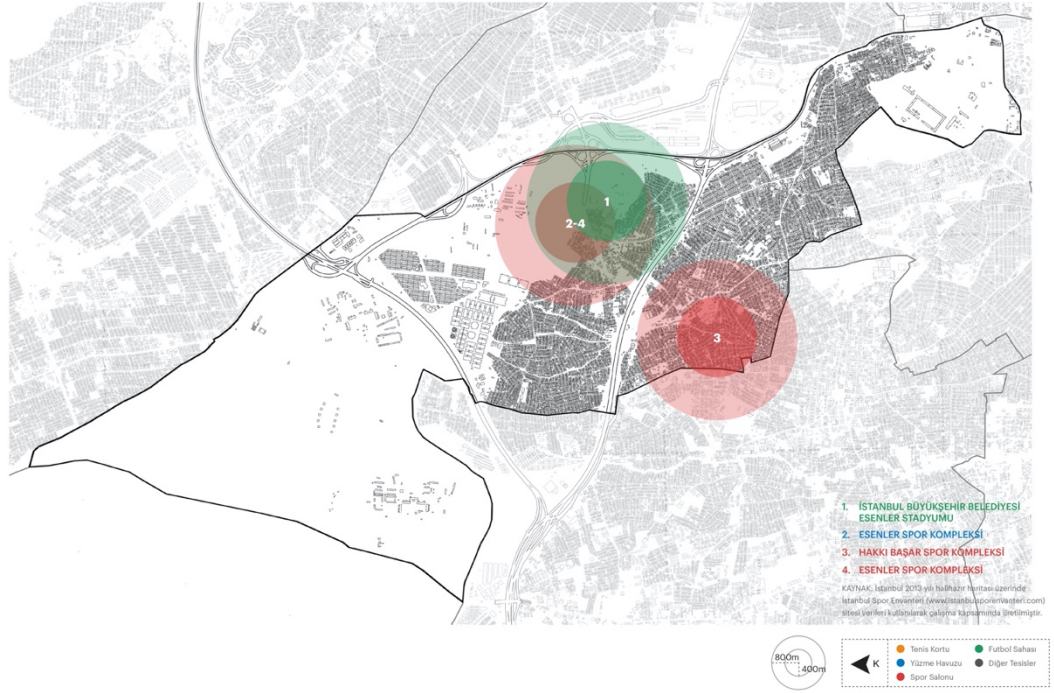 1
2-4
3
1. İSTANBUL BÜYÜKŞEHİR BELEDİYESİ
ESENLER STADYUMU
2. ESENLER SPOR KOMPLEKSİ
3. HAKKI BAŞAR SPOR KOMPLEKSİ
4. ESENLER SPOR KOMPLEKSİ
KAYNAK: İstanbul 2013 yılı halihazır haritası üzerinde
İstanbul Spor Envanteri (www.istanbulsporenvanteri.com)
sitesi verileri kullanılarak çalışma kapsamında üretilmiştir.
800m
400m
K
Tenis Kortu
Yüzme Havuzu
Spor Salonu
Futbol Sahası
Diğer Tesisler